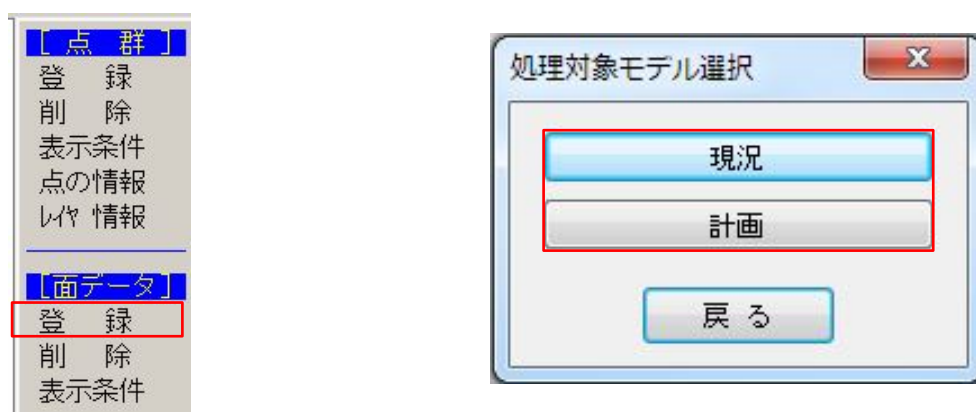 [ 点 群 ]
登 録
削 除
表示条件
点の情報
ﾚｲﾔ 情報
[面データ]
登 録
削 除
表示条件
処理対象モデル選択
現況
計画
戻 る